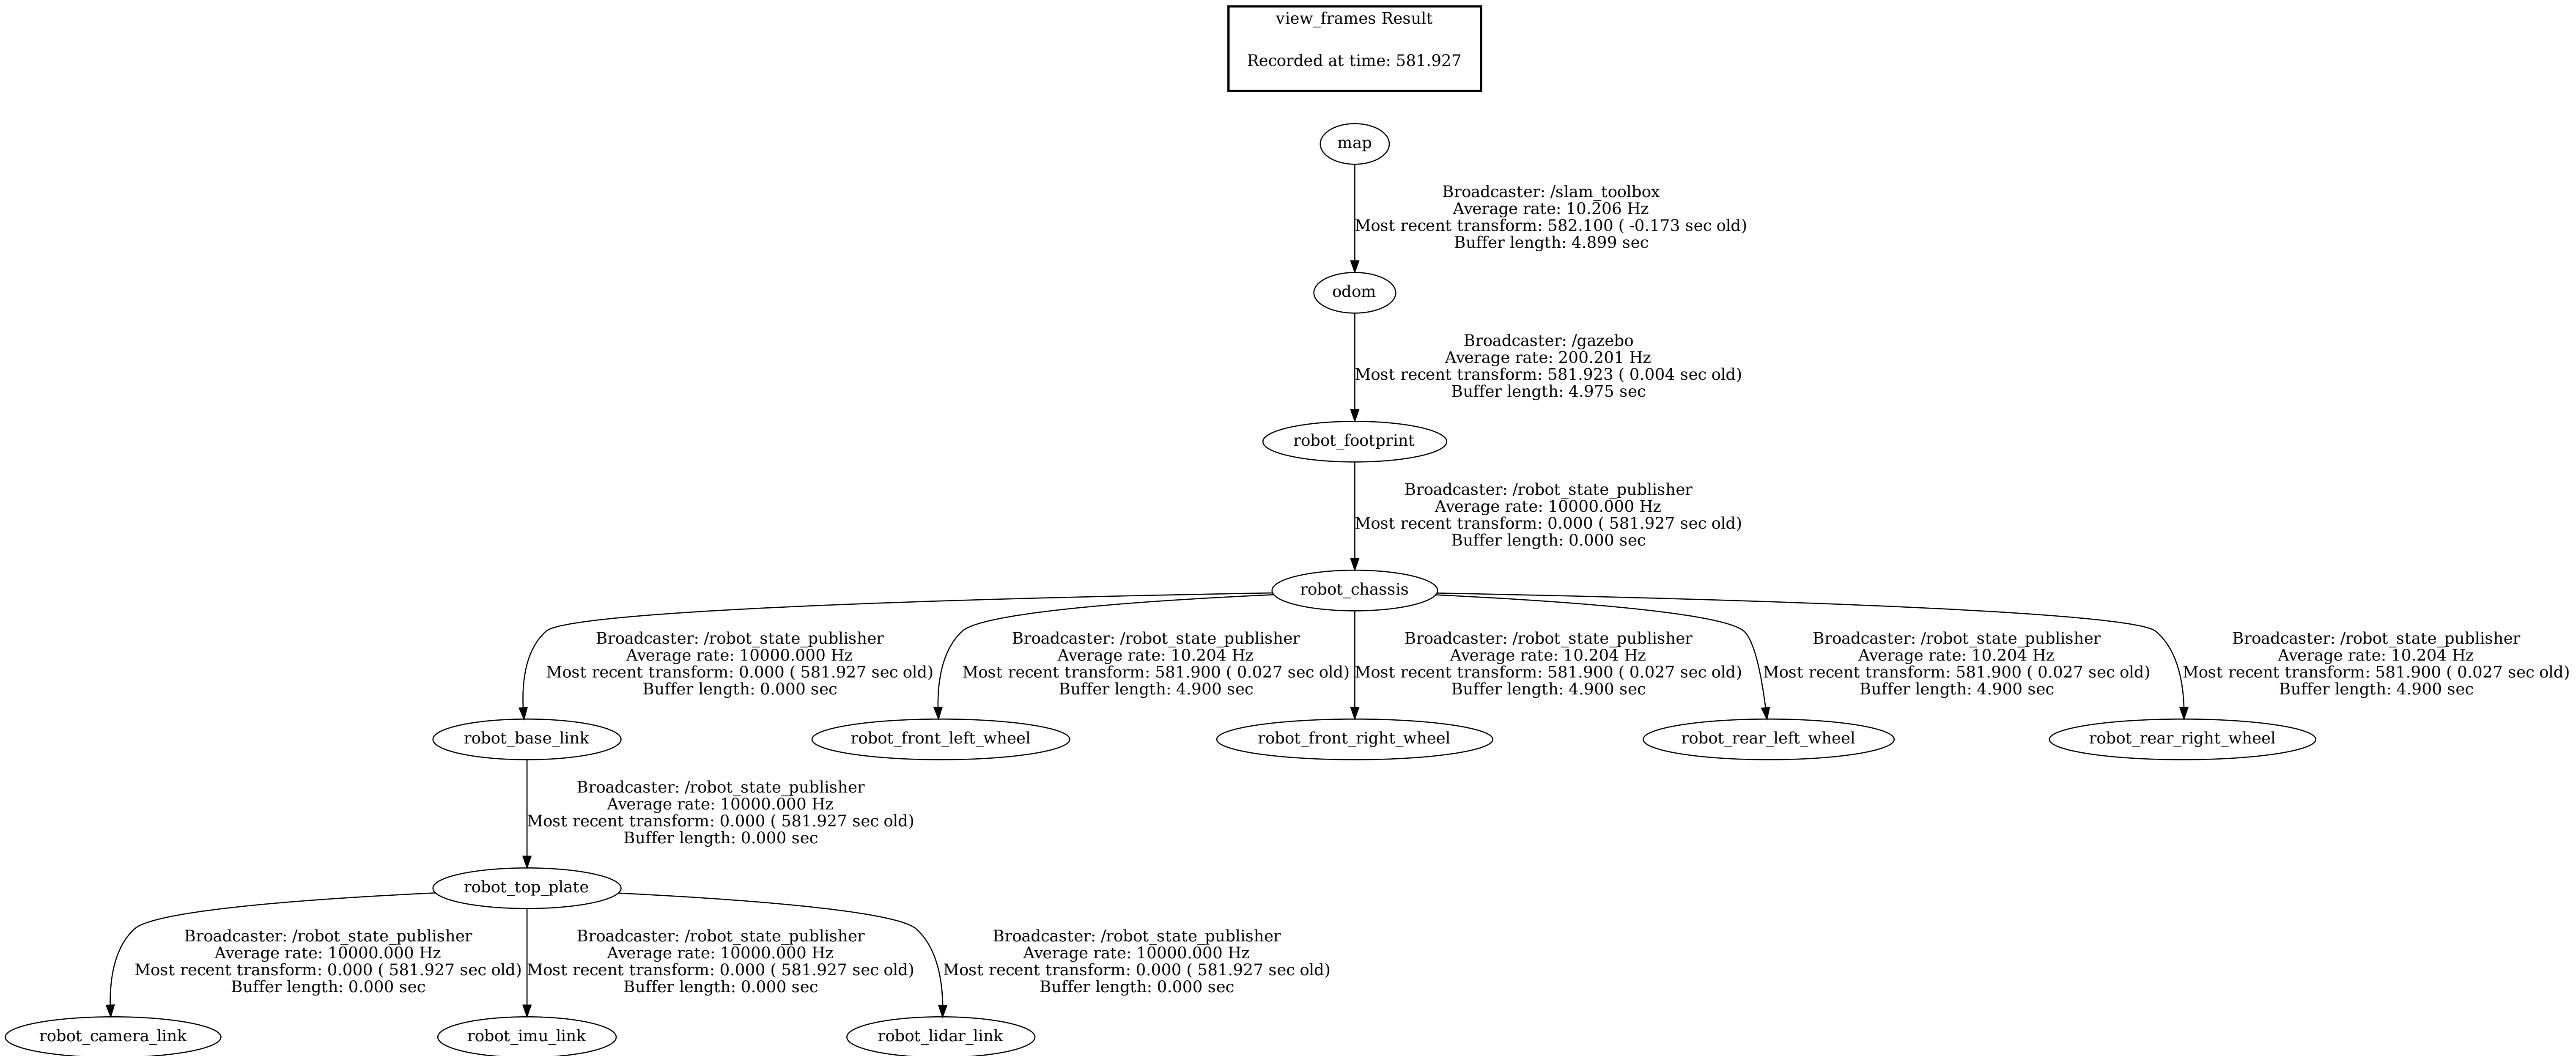 view_frames Result
Recorded at time: 581.927
map
Broadcaster: /slam_toolbox
Average rate: 10.206 Hz
Most recent transform: 582.100 ( -0.173 sec old)
Buffer length: 4.899 sec
odom
Broadcaster: /gazebo
Average rate: 200.201 Hz
Most recent transform: 581.923 ( 0.004 sec old)
Buffer length: 4.975 sec
robot_footprint
Broadcaster: /robot_state_publisher
Average rate: 10000.000 Hz
Most recent transform: 0.000 ( 581.927 sec old)
Buffer length: 0.000 sec
robot_chassis
Broadcaster: /robot_state_publisher
Average rate: 10000.000 Hz
Most recent transform: 0.000 ( 581.927 sec old)
Buffer length: 0.000 sec
Broadcaster: /robot_state_publisher
Average rate: 10.204 Hz
Most recent transform: 581.900 ( 0.027 sec old)
Buffer length: 4.900 sec
Broadcaster: /robot_state_publisher
Average rate: 10.204 Hz
Most recent transform: 581.900 ( 0.027 sec old)
Buffer length: 4.900 sec
Broadcaster: /robot_state_publisher
Average rate: 10.204 Hz
Most recent transform: 581.900 ( 0.027 sec old)
Buffer length: 4.900 sec
Broadcaster: /robot_state_publisher
Average rate: 10.204 Hz
Most recent transform: 581.900 ( 0.027 sec old)
Buffer length: 4.900 sec
robot_base_link
robot_front_left_wheel
robot_front_right_wheel
robot_rear_left_wheel
robot_rear_right_wheel
Broadcaster: /robot_state_publisher
Average rate: 10000.000 Hz
Most recent transform: 0.000 ( 581.927 sec old)
Buffer length: 0.000 sec
robot_top_plate
Broadcaster: /robot_state_publisher
Average rate: 10000.000 Hz
Most recent transform: 0.000 ( 581.927 sec old)
Buffer length: 0.000 sec
Broadcaster: /robot_state_publisher
Average rate: 10000.000 Hz
Most recent transform: 0.000 ( 581.927 sec old)
Buffer length: 0.000 sec
Broadcaster: /robot_state_publisher
Average rate: 10000.000 Hz
Most recent transform: 0.000 ( 581.927 sec old)
Buffer length: 0.000 sec
robot_camera_link
robot_imu_link
robot_lidar_link